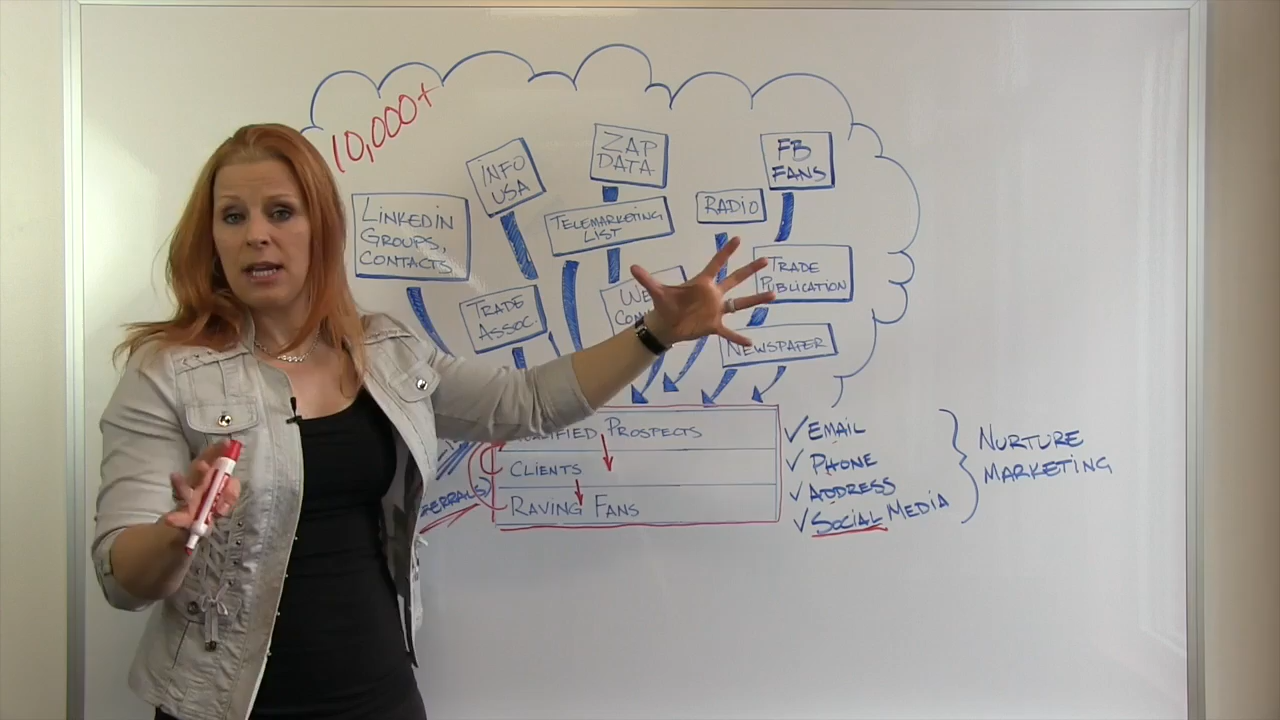 10,000+
LINKEDIN
GROUPS,
CONTACTS
INFO
USA
ZAP
DATA
FB
FANS
TELEMARKETING
LIST
RADIO
TRADE
ASSOC.
TRADE
PUBLICATION
NEWSPAPER
PROSPECTS
CLIENTS
RAVING FANS
✓ EMAIL
✓ PHONE
✓ ADDRESS
✓ SOCIAL MEDIA
NURTURE
MARKETING